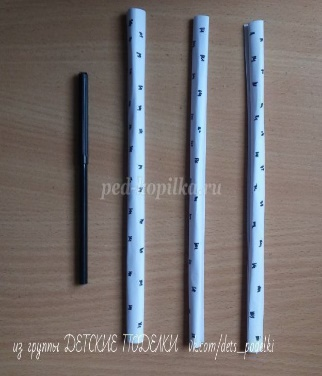 ped-kopilka.ru
из группы ДЕТСКИЕ ПОДЕЛКИ vk.com/dets_podelki